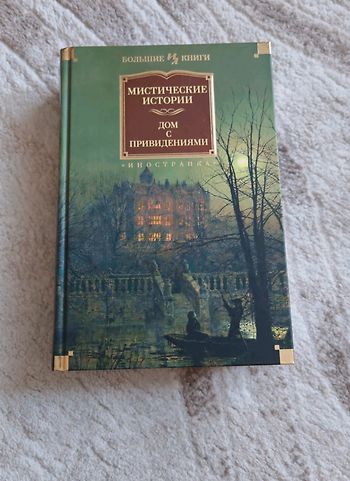 БОЛЬШИЕ КНИГИ
МИСТИЧЕСКИЕ
ИСТОРИИ
ДОМ
С
ПРИВИДЕНИЯМИ
«ИНОСТРАНКА»